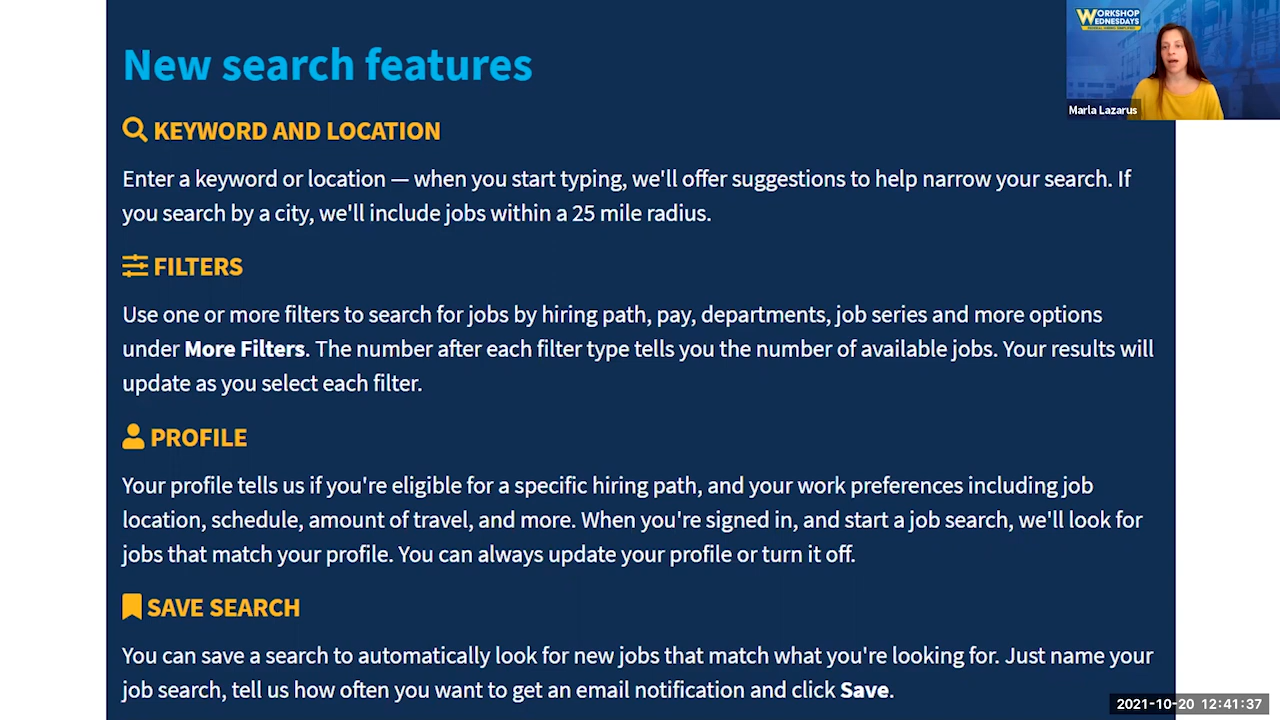 New search features
KEYWORD AND LOCATION
Enter a keyword or location — when you start typing, we'll offer suggestions to help narrow your search. If
you search by a city, we'll include jobs within a 25 mile radius.
FILTERS
Use one or more filters to search for jobs by hiring path, pay, departments, job series and more options
under More Filters. The number after each filter type tells you the number of available jobs. Your results will
update as you select each filter.
PROFILE
Your profile tells us if you're eligible for a specific hiring path, and your work preferences including job
location, schedule, amount of travel, and more. When you're signed in, and start a job search, we'll look for
jobs that match your profile. You can always update your profile or turn it off.
SAVE SEARCH
You can save a search to automatically look for new jobs that match what you're looking for. Just name your
job search, tell us how often you want to get an email notification and click Save.
WORKSHOP
WEDNESDAYS
Marla Lazarus
2021-10-20 12:41:37